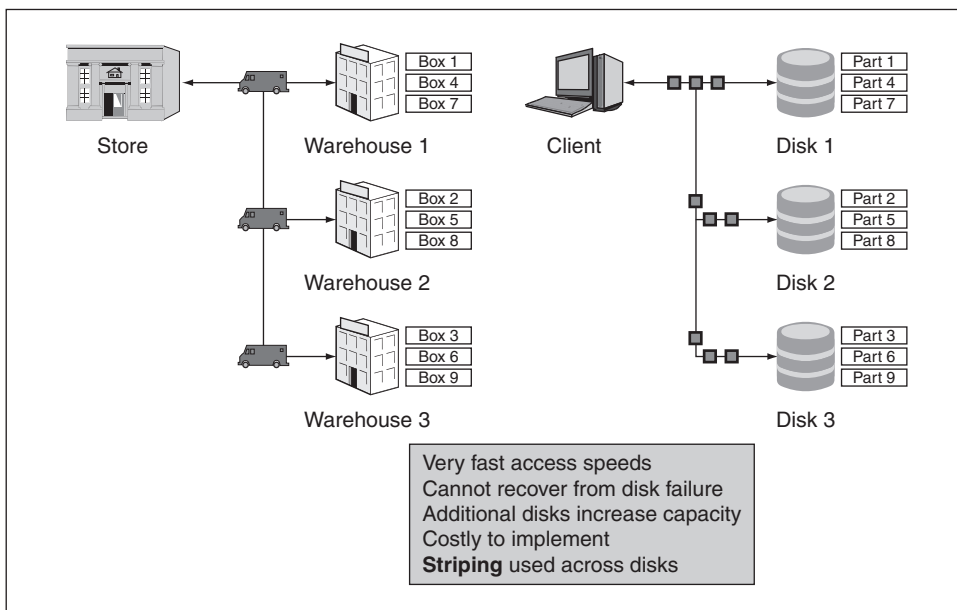 Box 1
Box 4
Box 7
Store
Warehouse 1
Part 1
Part 4
Part 7
Client
Disk 1
Box 2
Box 5
Box 8
Warehouse 2
Part 2
Part 5
Part 8
Disk 2
Box 3
Box 6
Box 9
Warehouse 3
Part 3
Part 6
Part 9
Disk 3
Very fast access speeds
Cannot recover from disk failure
Additional disks increase capacity
Costly to implement
Striping used across disks